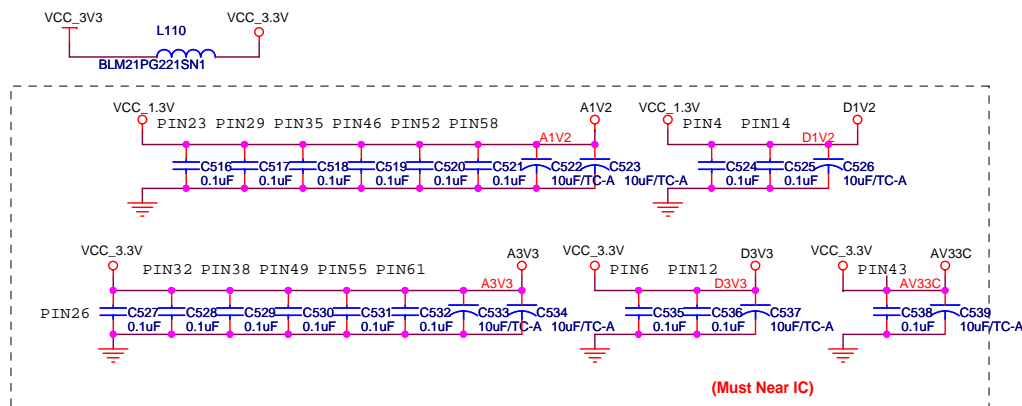 VCC_3V3 L110 VCC_3.3V
BLM21PG221SN1
VCC_1.3V A1V2 VCC_1.3V D1V2
PIN23 PIN29 PIN35 PIN46 PIN52 PIN58 PIN4 PIN14
A1V2 D1V2
C516 C517 C518 C519 C520 C521 C522 C523 C524 C525 C526
0.1uF 0.1uF 0.1uF 0.1uF 0.1uF 0.1uF 10uF/TC-A 10uF/TC-A 0.1uF 0.1uF 10uF/TC-A
VCC_3.3V A3V3 VCC_3.3V D3V3 VCC_3.3V AV33C
PIN32 PIN38 PIN49 PIN55 PIN61 PIN6 PIN12 PIN43
A3V3 D3V3 AV33C
PIN26 C527 C528 C529 C530 C531 C532 C533 C534 C535 C536 C537 C538 C539
0.1uF 0.1uF 0.1uF 0.1uF 0.1uF 0.1uF 10uF/TC-A 10uF/TC-A 0.1uF 0.1uF 10uF/TC-A 0.1uF 10uF/TC-A
(Must Near IC)